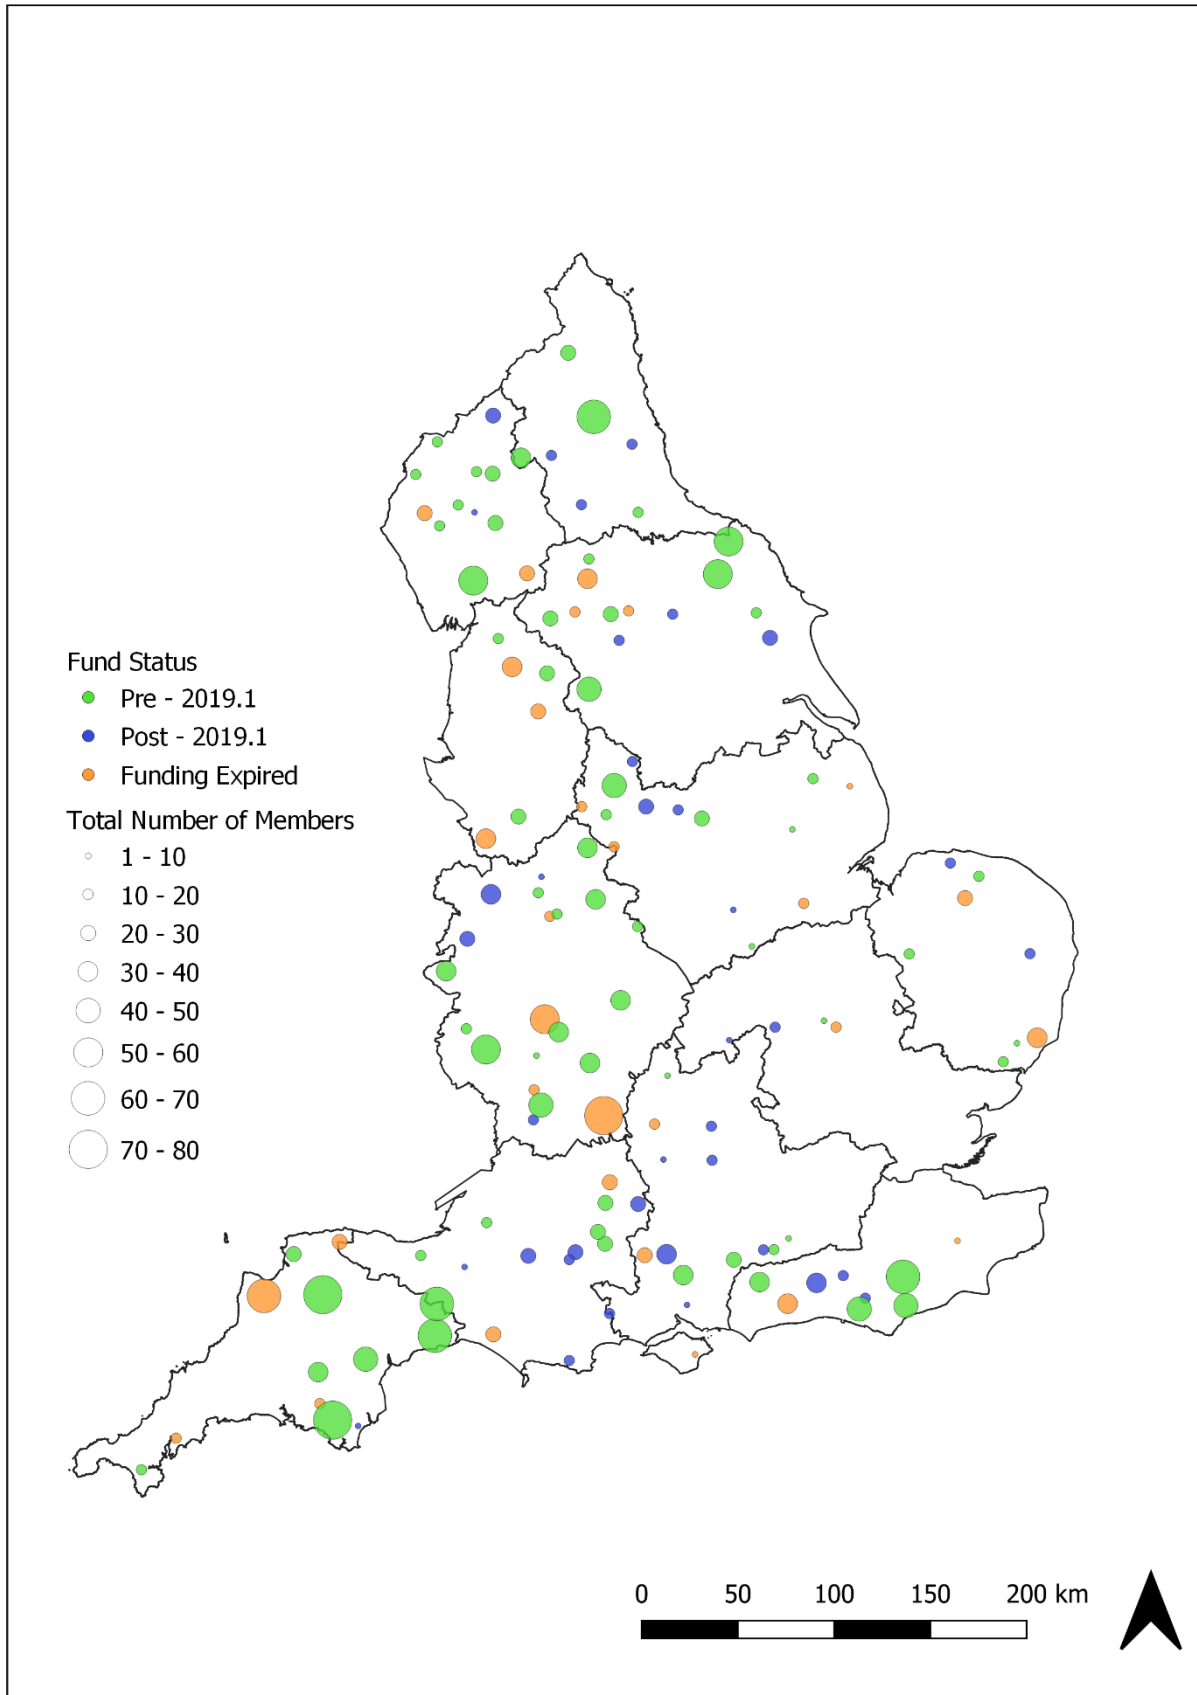 Fund Status
Pre - 2019.1
Post - 2019.1
Funding Expired
Total Number of Members
1 - 10
10 - 20
20 - 30
30 - 40
40 - 50
50 - 60
60 - 70
70 - 80
0 50 100 150 200 km